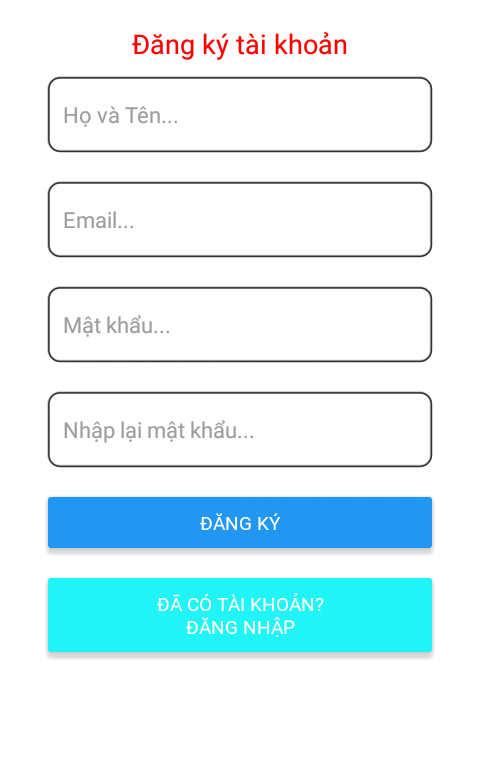 Đăng ký tài khoản
Họ và Tên...
Email...
Mật khẩu...
Nhập lại mật khẩu...
ĐĂNG KÝ
ĐÃ CÓ TÀI KHOẢN?
ĐĂNG NHẬP